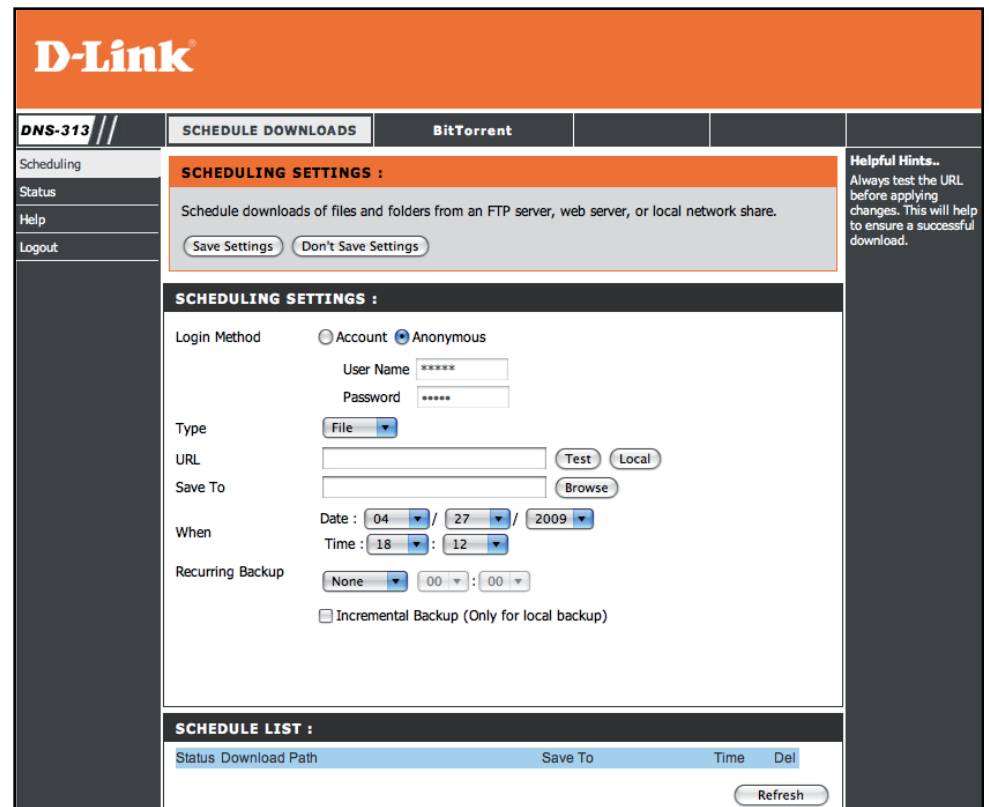 D-Link®
DNS-313
SCHEDULE DOWNLOADS
BitTorrent
Scheduling
Status
Help
Logout
SCHEDULING SETTINGS :
Schedule downloads of files and folders from an FTP server, web server, or local network share.
Save Settings Don't Save Settings
Helpful Hints..
Always test the URL
before applying
changes. This will help
to ensure a successful
download.
SCHEDULING SETTINGS :
Login Method Account Anonymous
User Name *****
Password •••••
Type File
URL Test Local
Save To Browse
When
Date : 04 / 27 / 2009
Time : 18 : 12
Recurring Backup None 00 : 00
Incremental Backup (Only for local backup)
SCHEDULE LIST :
Status Download Path Save To Time Del
Refresh